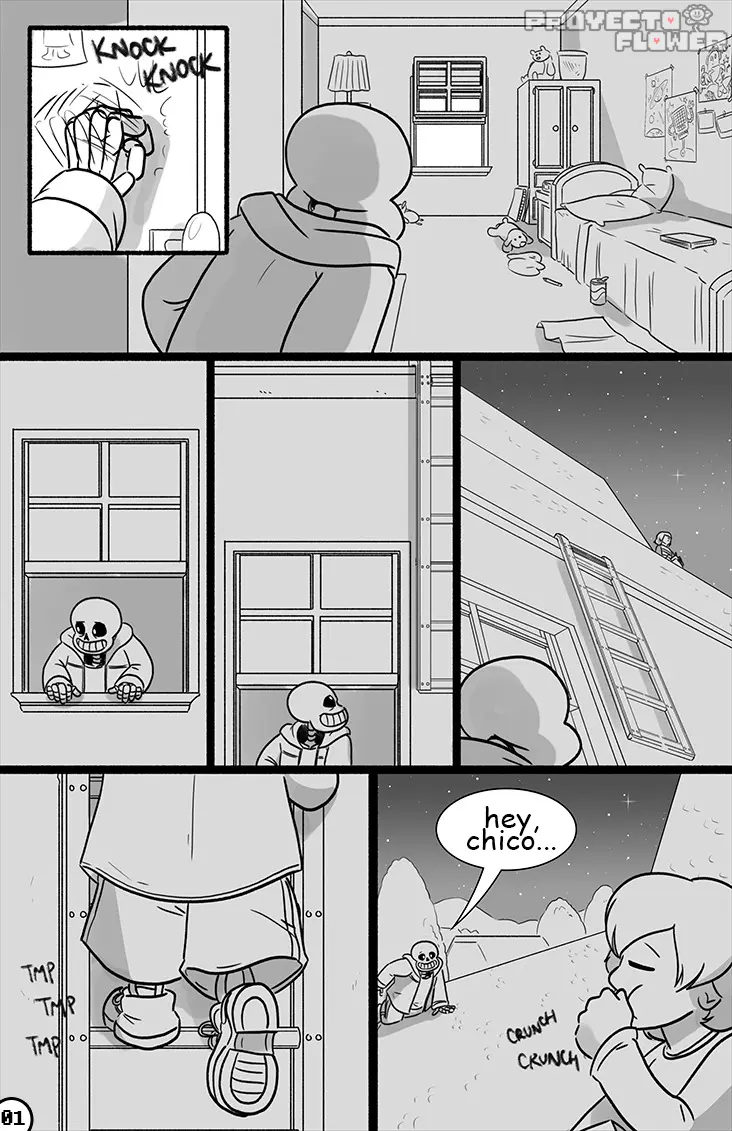 PROYECTO
FLOWER
KNOCK
KNOCK
hey,
chico...
TMP
TMP
TMP
CRUNCH
CRUNCH
01